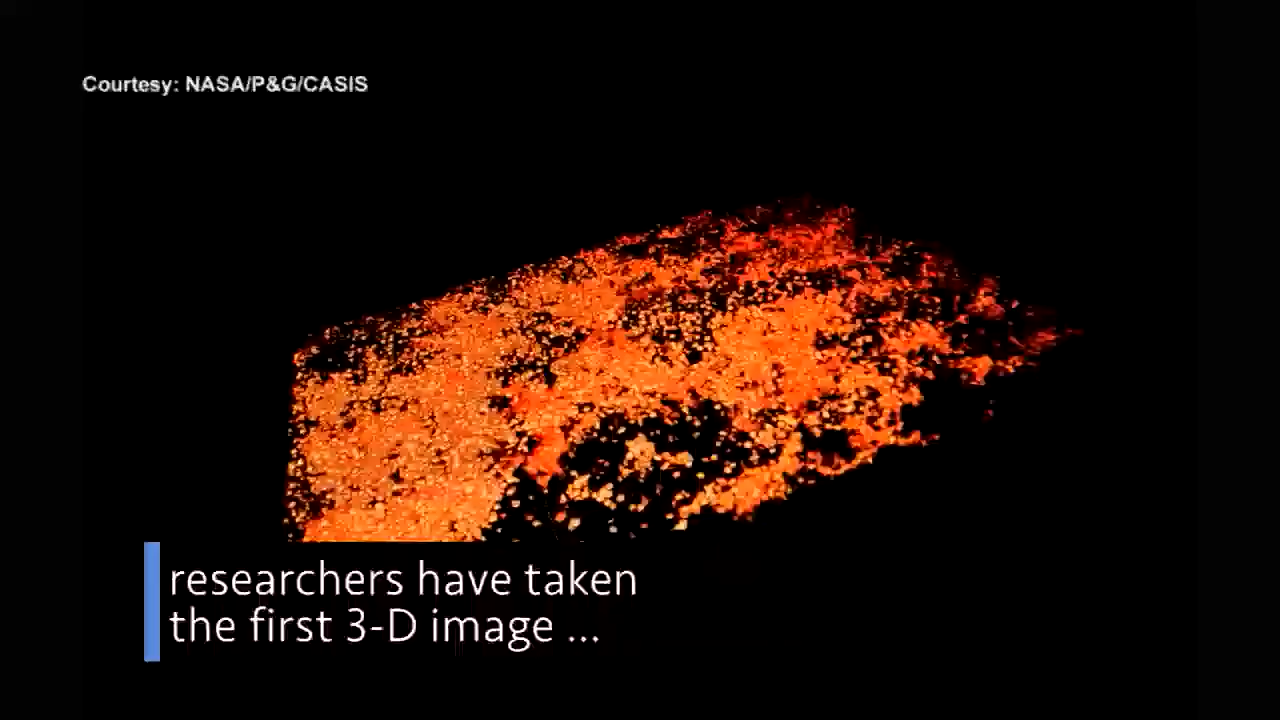 Courtesy: NASA/P&G/CASIS
researchers have taken
the first 3-D image ...